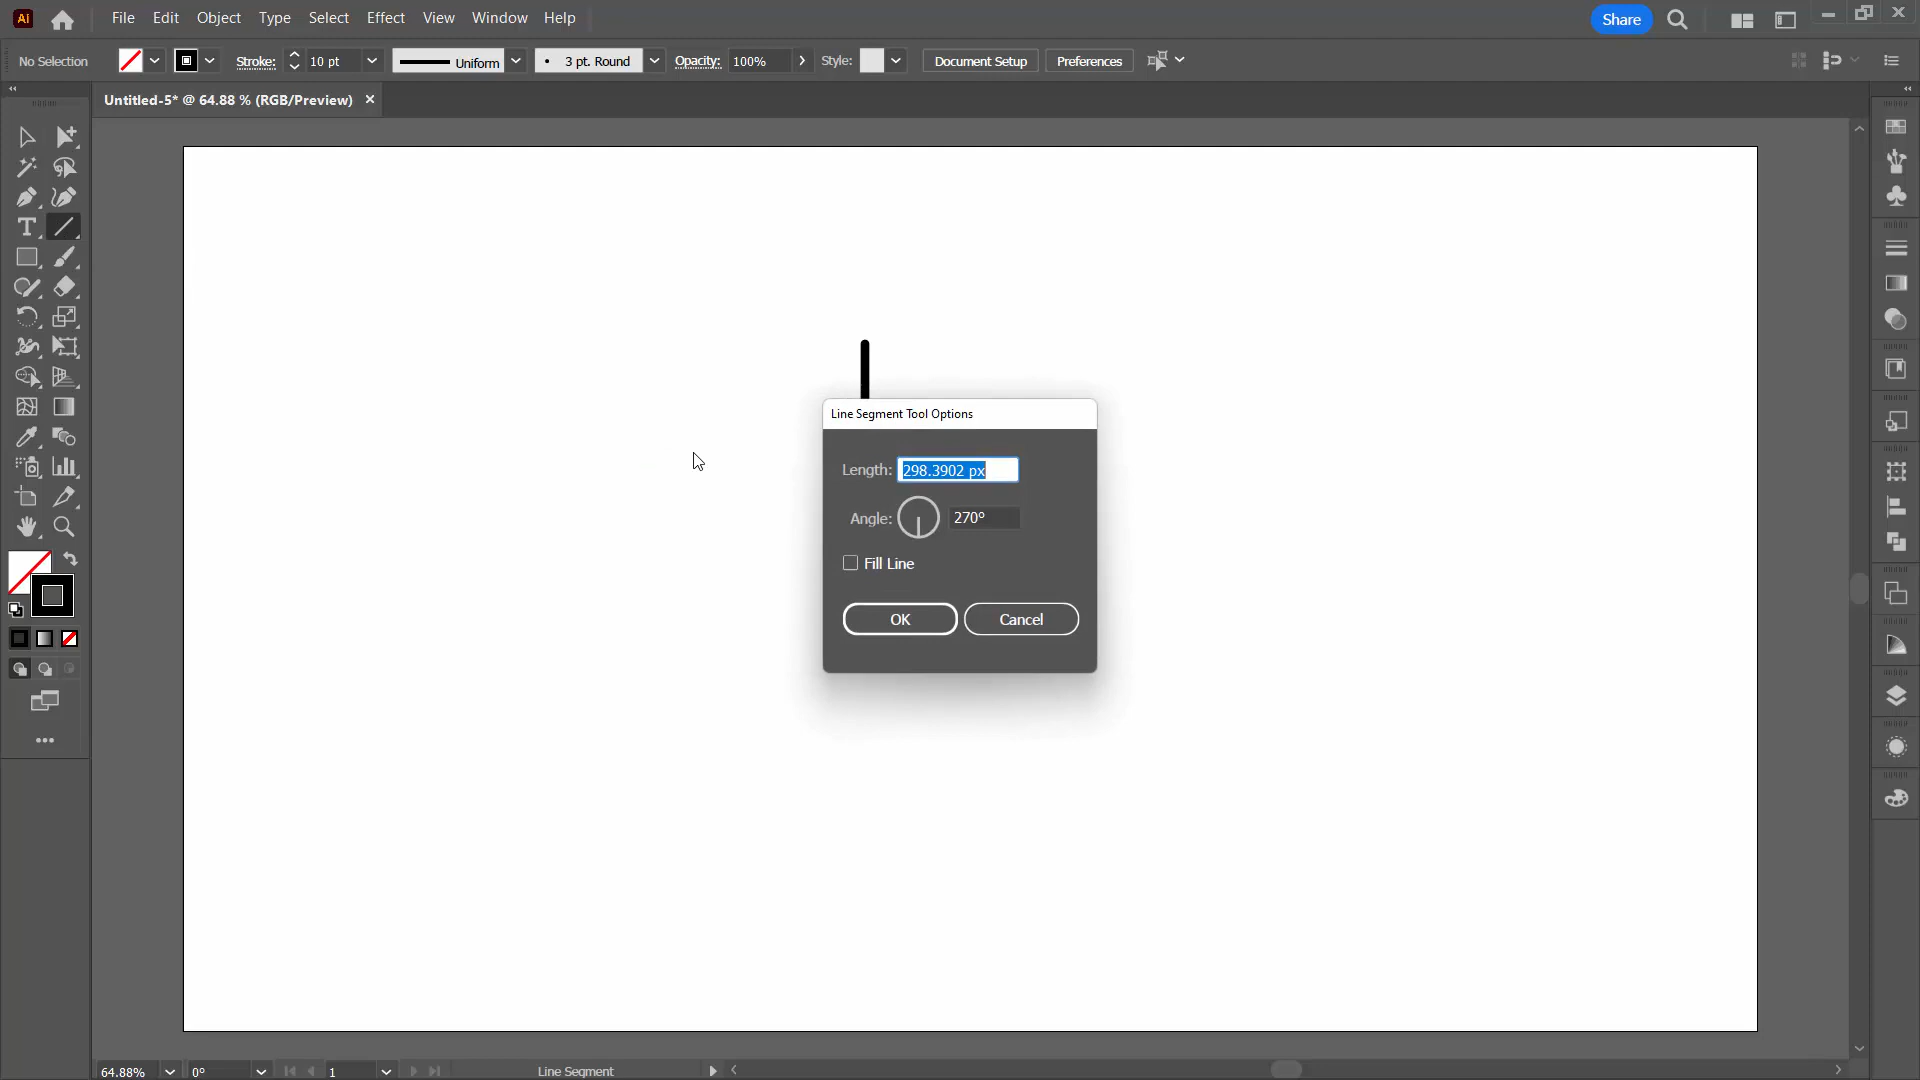 Ai File Edit Object Type Select Effect View Window Help Share
No Selection Stroke: 10 pt Uniform 3 pt. Round Opacity: 100% Style: Document Setup Preferences
Untitled-5* @ 64.88 % (RGB/Preview) ×
Line Segment Tool Options
Length: 298.3902 px
Angle: 270°
Fill Line
OK Cancel
64.88% 0° 1 Line Segment